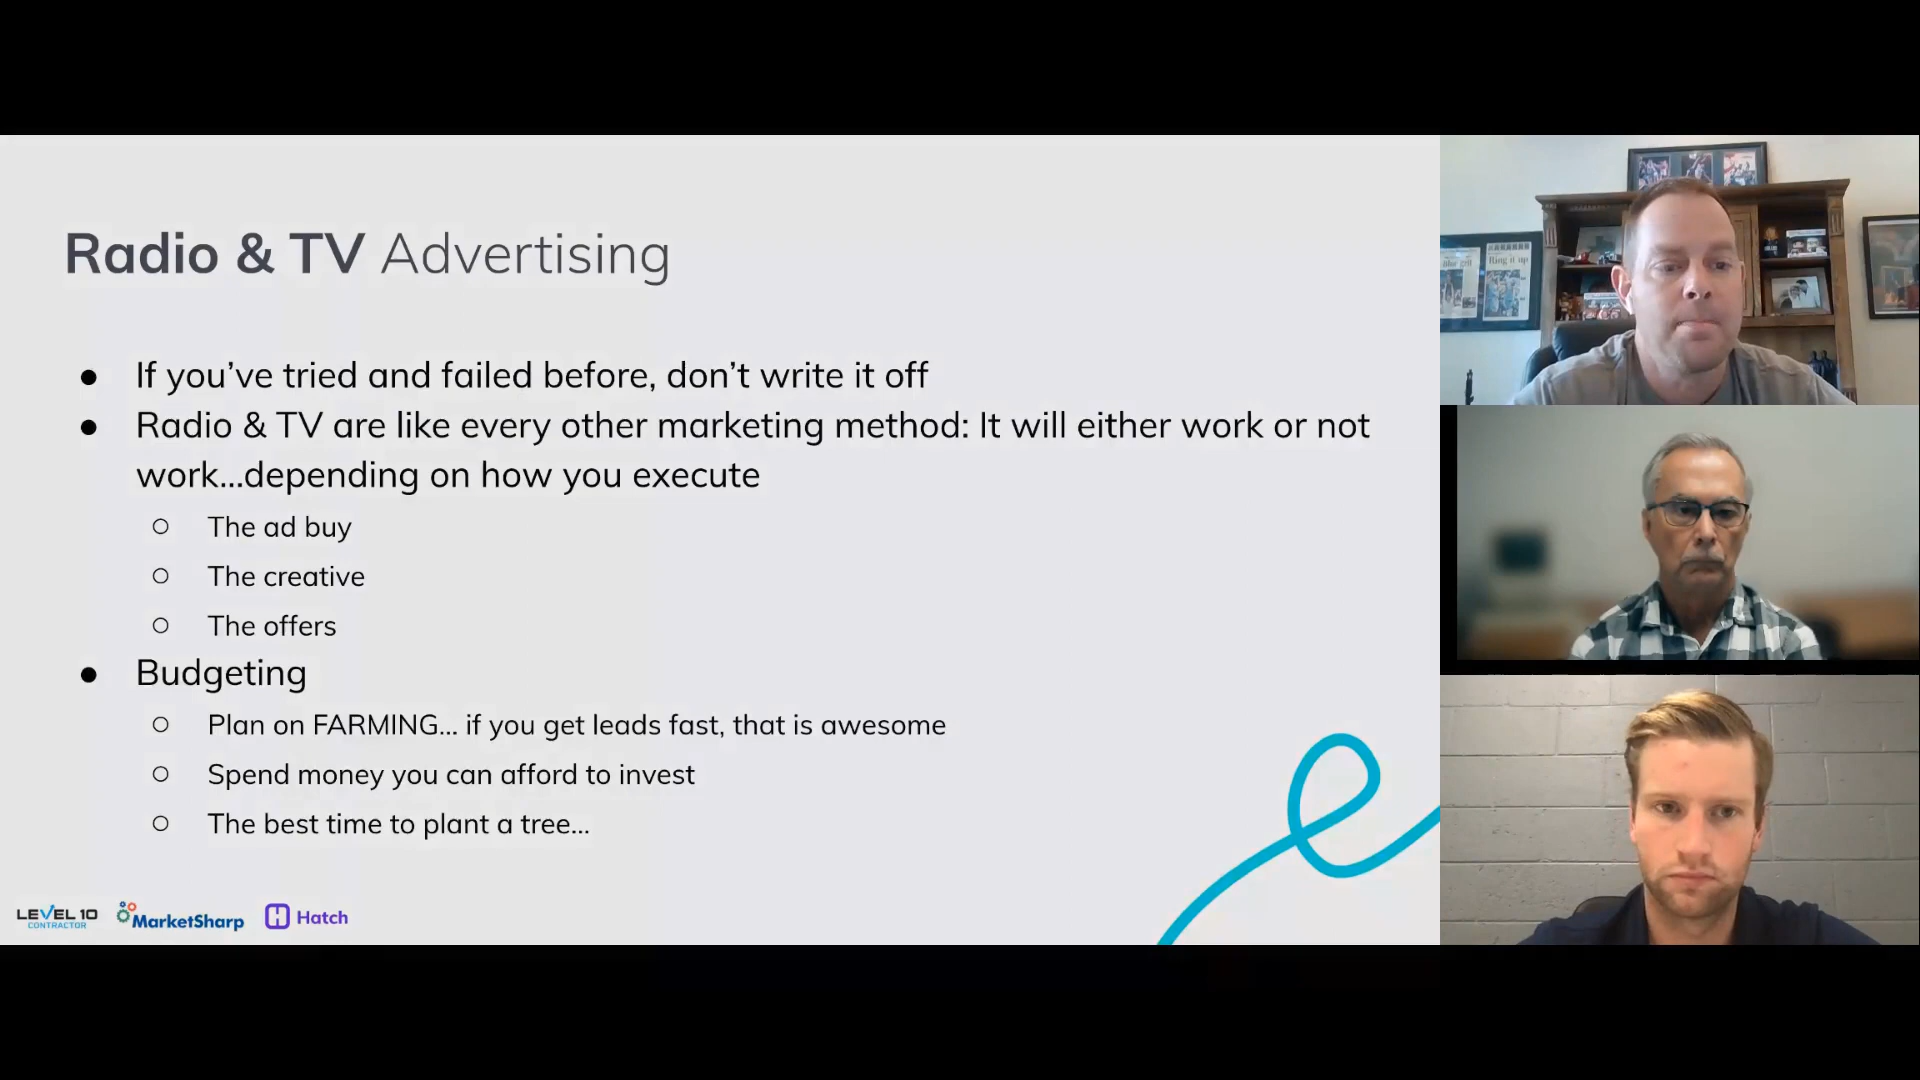 Radio & TV Advertising
● If you’ve tried and failed before, don’t write it off
● Radio & TV are like every other marketing method: It will either work or not
work...depending on how you execute
○ The ad buy
○ The creative
○ The offers
● Budgeting
○ Plan on FARMING... if you get leads fast, that is awesome
○ Spend money you can afford to invest
○ The best time to plant a tree...
LEVEL 10
CONTRACTOR
MarketSharp
Hatch
Ring it up